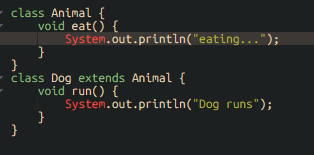 class Animal {
    void eat() {
        System.out.println("eating...");
    }
}
class Dog extends Animal {
    void run() {
        System.out.println("Dog runs");
    }
}